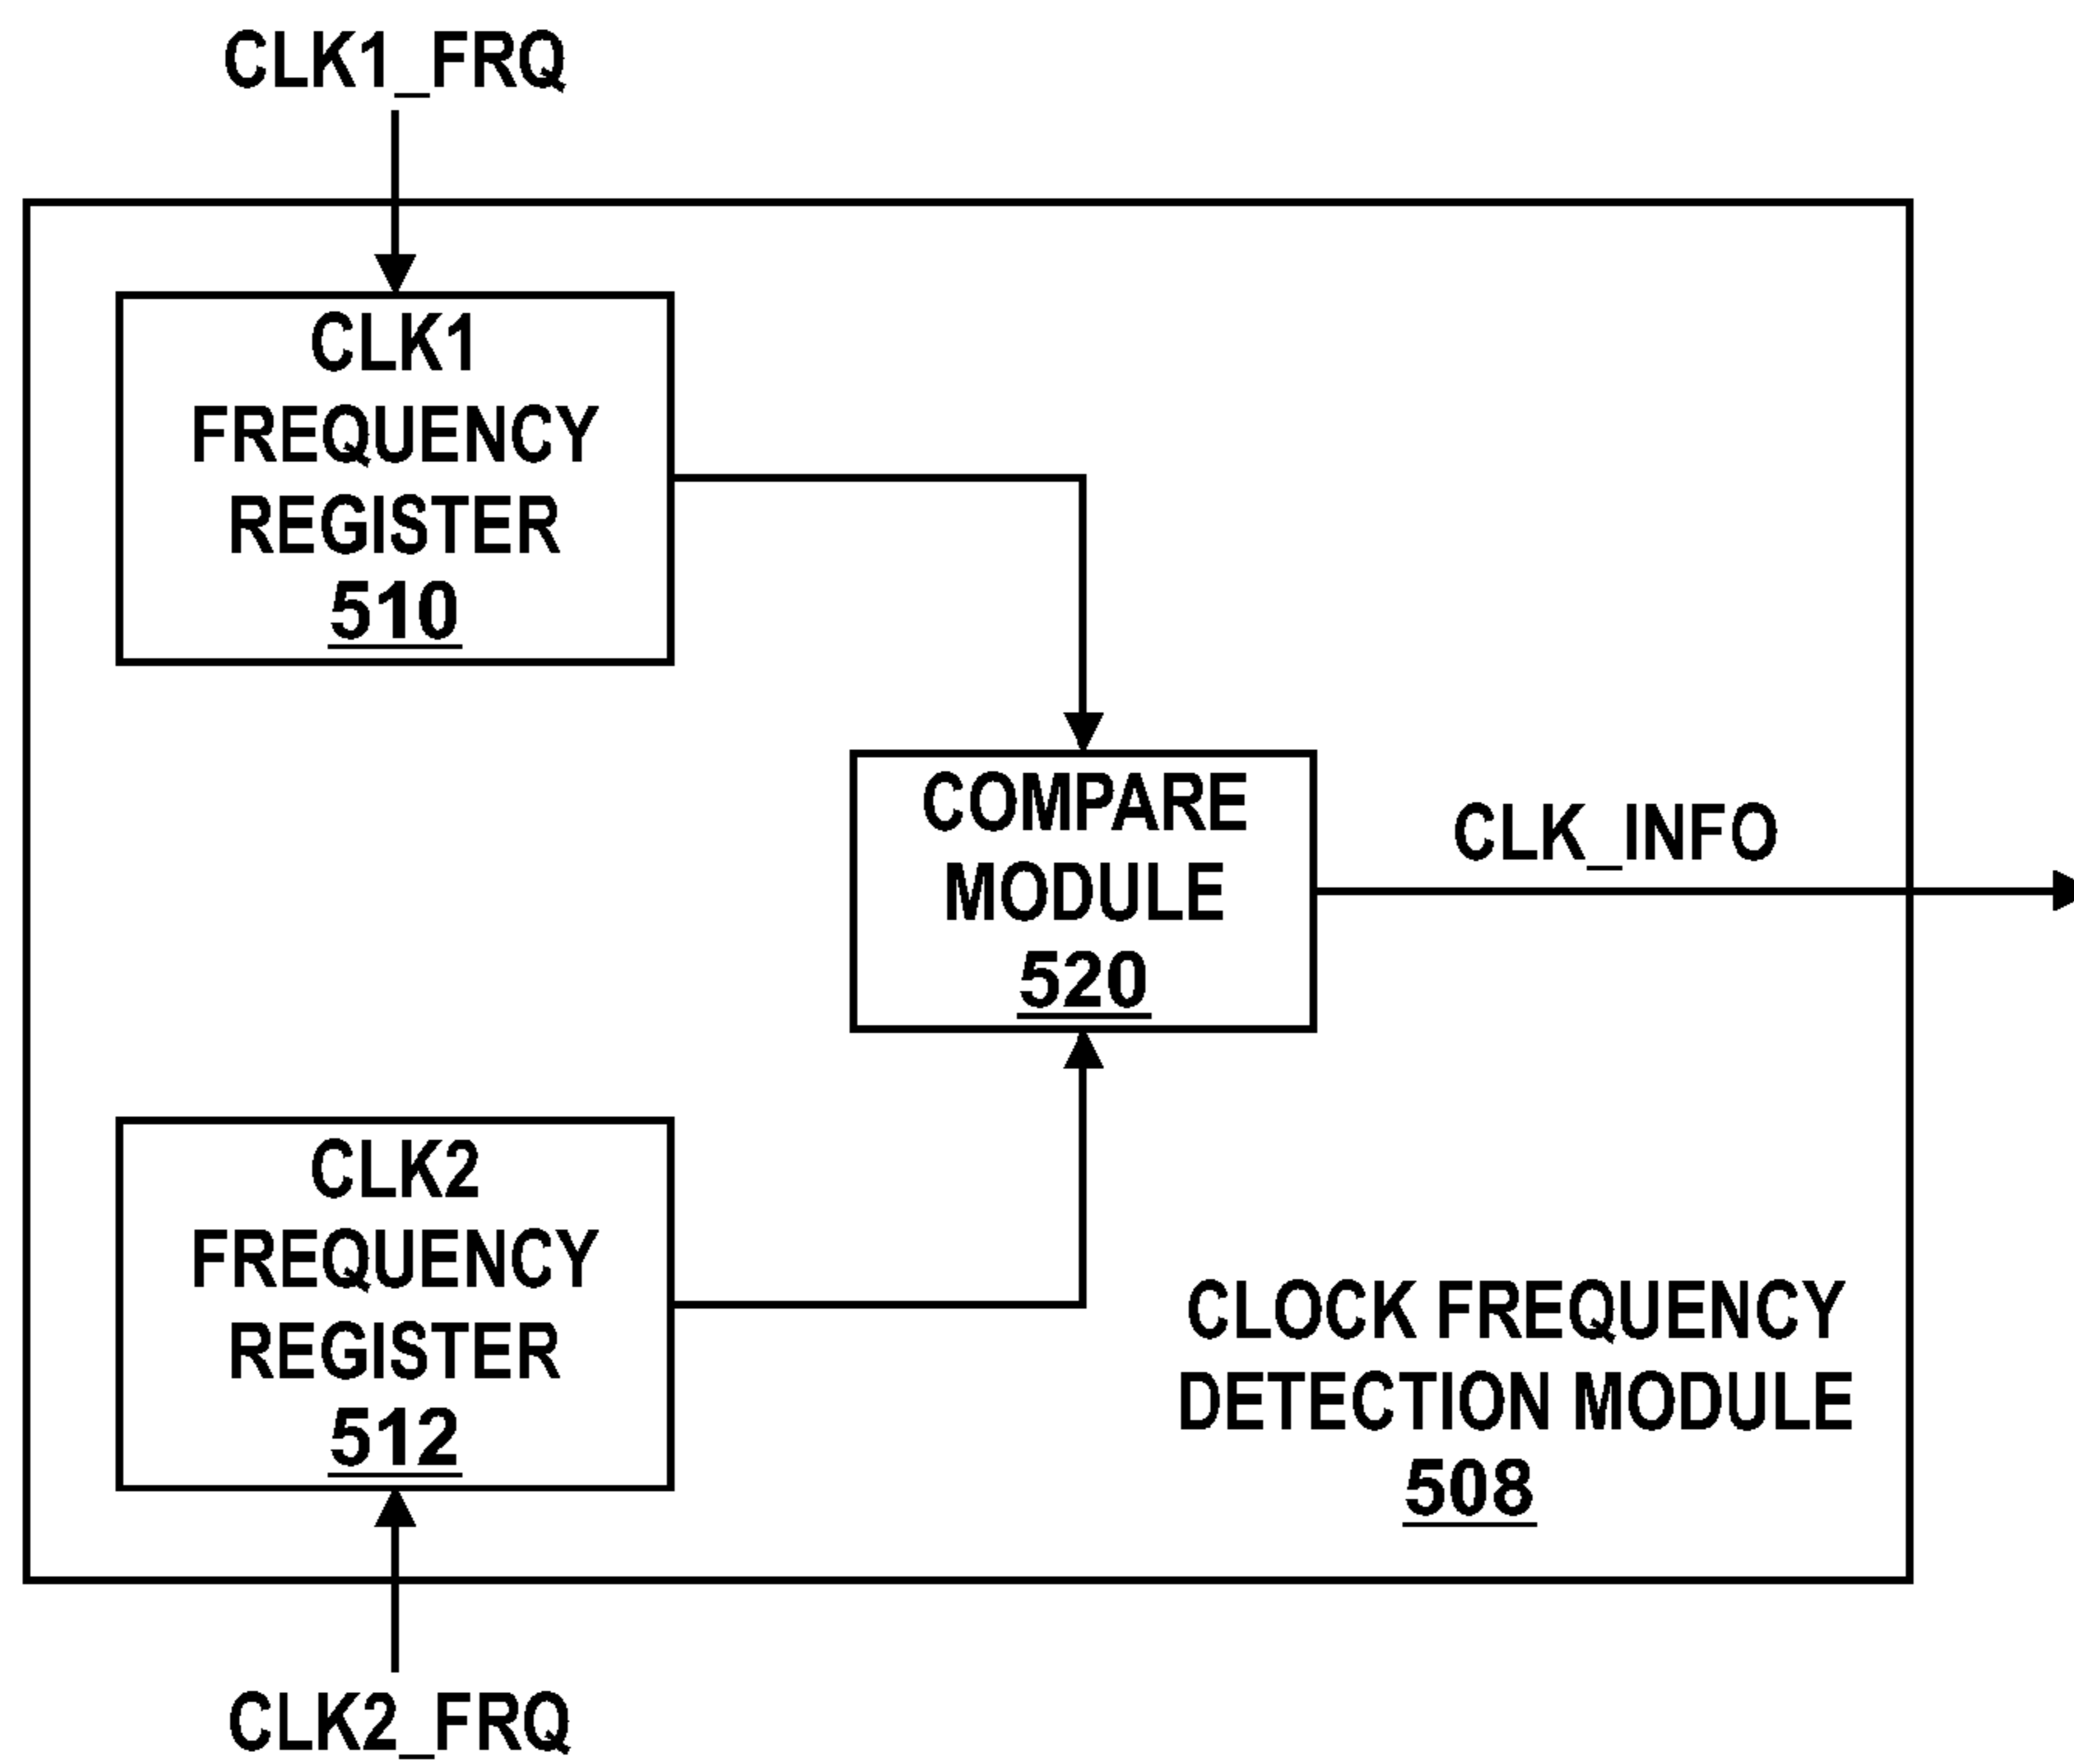 CLK1_FRQ
CLK1
FREQUENCY
REGISTER
510
COMPARE
MODULE
520
CLK_INFO
CLK2
FREQUENCY
REGISTER
512
CLOCK FREQUENCY
DETECTION MODULE
508
CLK2_FRQ